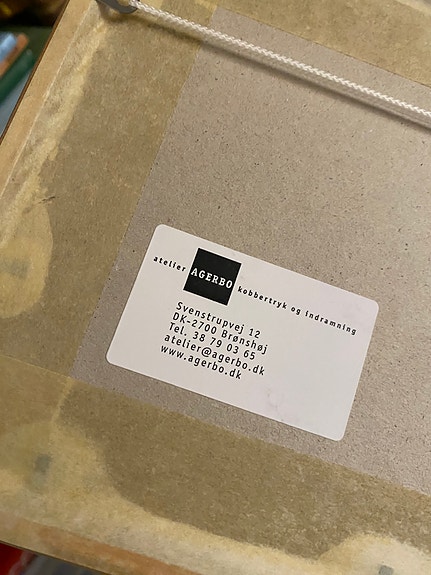 atelier AGERBO kobbertryk og indramning
Svenstrupvej 12
DK-2700 Brønshøj
Tel. 38 79 03 65
atelier@agerbo.dk
www.agerbo.dk